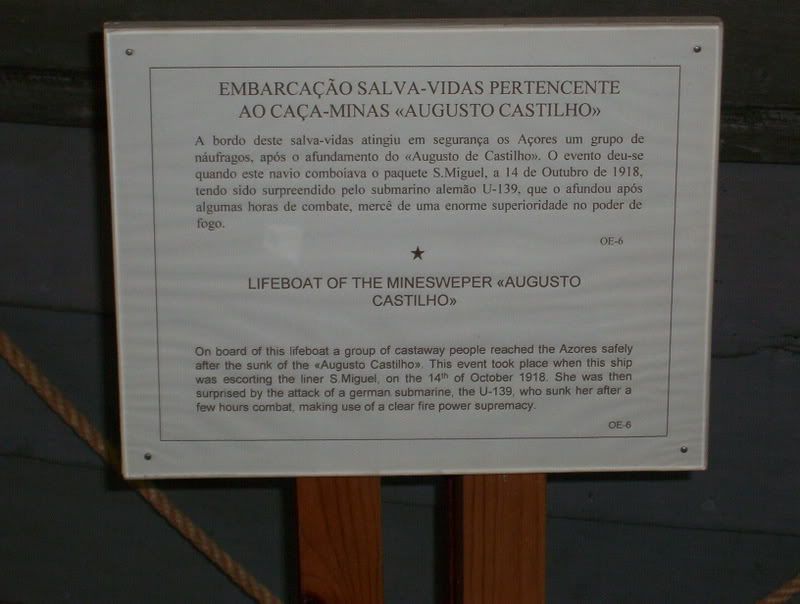 EMBARCAÇÃO SALVA-VIDAS PERTENCENTE
AO CAÇA-MINAS «AUGUSTO CASTILHO»
A bordo deste salva-vidas atingiu em segurança os Açores um grupo de
náufragos, após o afundamento do «Augusto de Castilho». O evento deu-se
quando este navio comboiava o paquete S.Miguel, a 14 de Outubro de 1918,
tendo sido surpreendido pelo submarino alemão U-139, que o afundou após
algumas horas de combate, mercê de uma enorme superioridade no poder de
fogo.
OE-6
LIFEBOAT OF THE MINESWEPER «AUGUSTO
CASTILHO»
On board of this lifeboat a group of castaway people reached the Azores safely
after the sunk of the «Augusto Castilho». This event took place when this ship
was escorting the liner S.Miguel, on the 14th of October 1918. She was then
surprised by the attack of a german submarine, the U-139, who sunk her after a
few hours combat, making use of a clear fire power supremacy.
OE-6